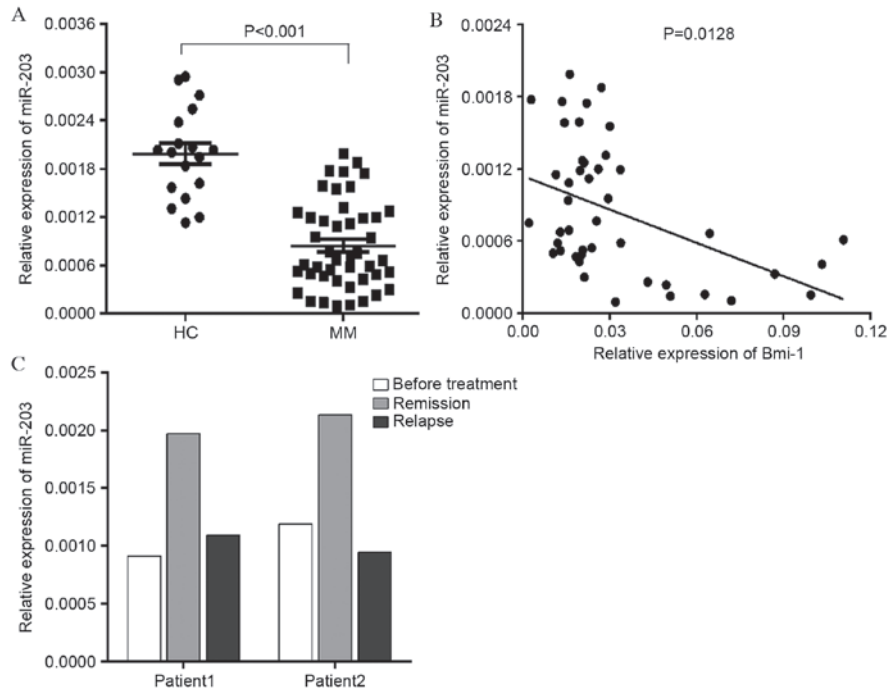 A
Relative expression of miR-203
0.0036
0.0030
0.0024
0.0018
0.0012
0.0006
0.0000
P<0.001
HC
MM
B
Relative expression of miR-203
0.0024
0.0018
0.0012
0.0006
0.0000
P=0.0128
0.00
0.03
0.06
0.09
0.12
Relative expression of Bmi-1
C
Relative expression of miR-203
0.0025
0.0020
0.0015
0.0010
0.0005
0.0000
Before treatment
Remission
Relapse
Patient1
Patient2